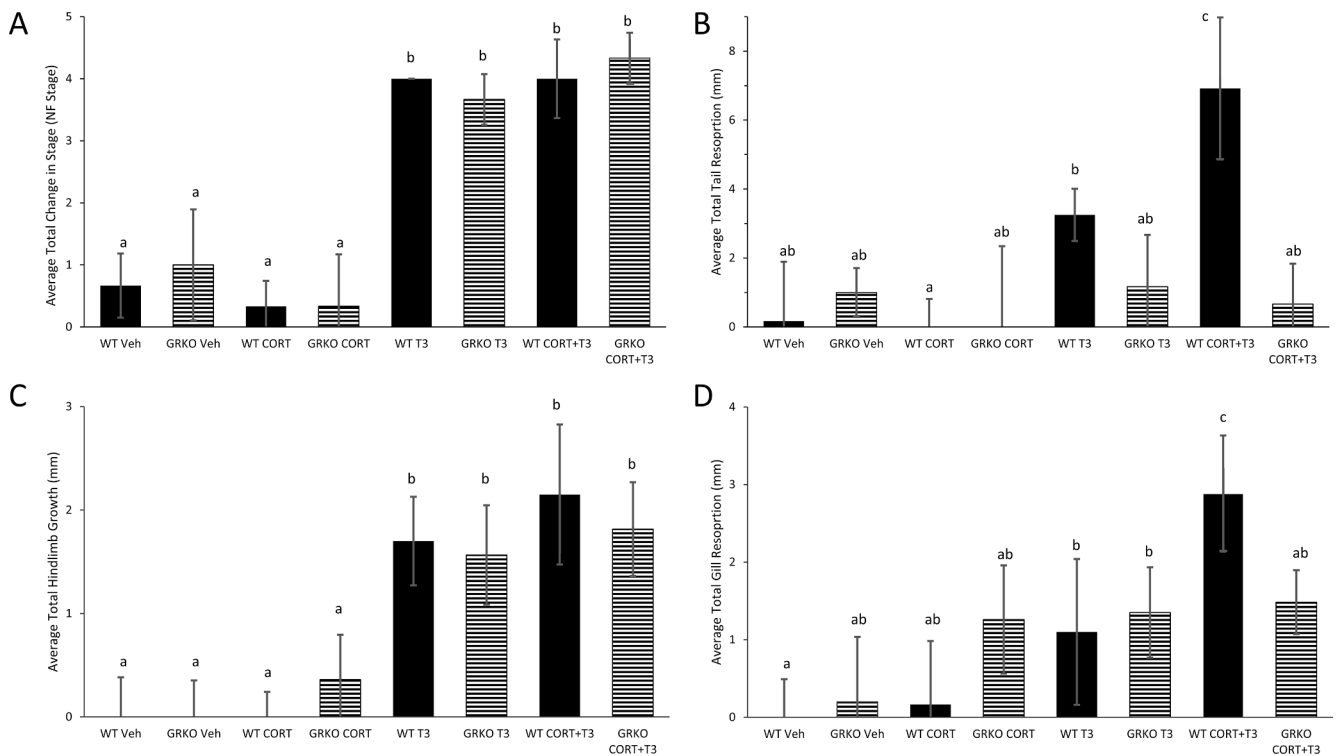 A
Average Total Change in Stage (NF Stage)
5
4
3
2
1
0
a
a
a
a
b
b
b
b
WT Veh
GRKO Veh
WT CORT
GRKO CORT
WT T3
GRKO T3
WT CORT+T3
GRKO
CORT+T3
B
Average Total Tail Resoprtion (mm)
8
6
4
2
0
ab
ab
a
ab
b
ab
c
ab
WT Veh
GRKO Veh
WT CORT
GRKO CORT
WT T3
GRKO T3
WT CORT+T3
GRKO
CORT+T3
C
Average Total Hindlimb Growth (mm)
3
2
1
0
a
a
a
a
b
b
b
b
WT Veh
GRKO Veh
WT CORT
GRKO CORT
WT T3
GRKO T3
WT CORT+T3
GRKO
CORT+T3
D
Average Total Gill Resoprtion (mm)
4
3
2
1
0
a
ab
ab
ab
b
b
c
ab
WT Veh
GRKO Veh
WT CORT
GRKO CORT
WT T3
GRKO T3
WT CORT+T3
GRKO
CORT+T3